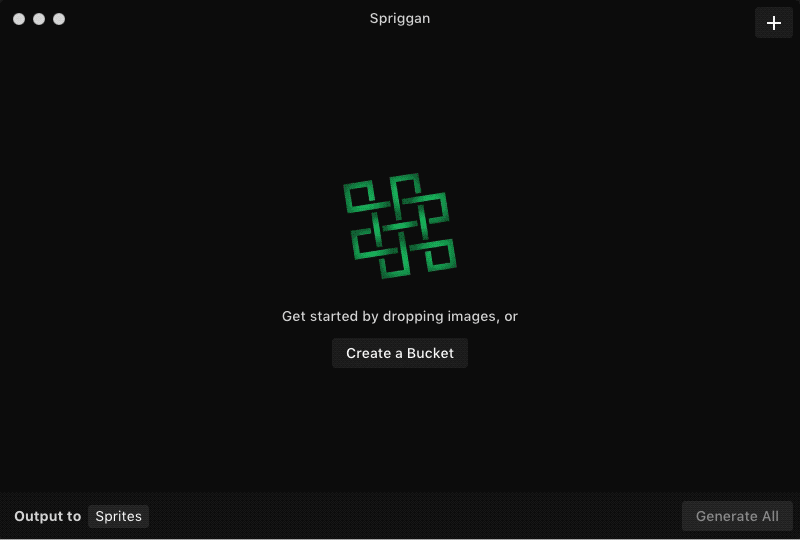 Spriggan
Get started by dropping images, or
Create a Bucket
Output to Sprites
Generate All